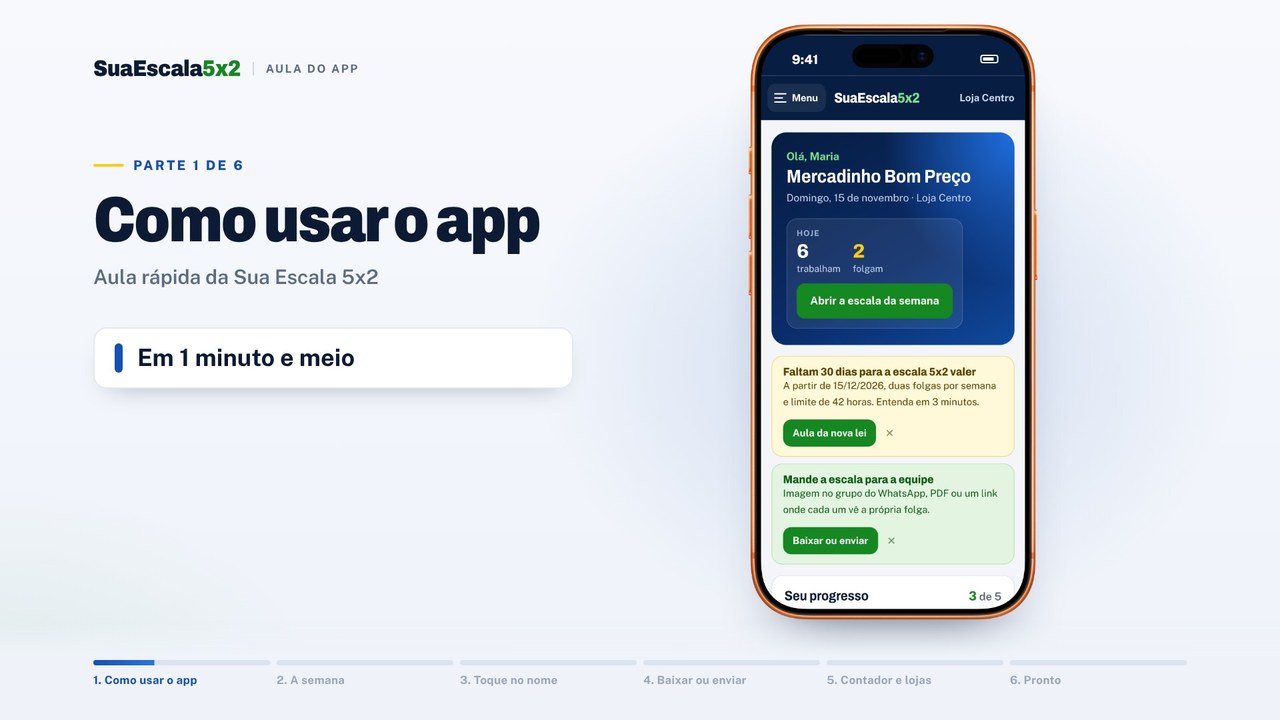 SuaEscala5x2 | AULA DO APP
PARTE 1 DE 6
Como usar o app
Aula rápida da Sua Escala 5x2
Em 1 minuto e meio
9:41
Menu
SuaEscala5x2
Loja Centro
Olá, Maria
Mercadinho Bom Preço
Domingo, 15 de novembro · Loja Centro
HOJE
6 2
trabalham folgam
Abrir a escala da semana
Faltam 30 dias para a escala 5x2 valer
A partir de 15/12/2026, duas folgas por semana
e limite de 42 horas. Entenda em 3 minutos.
Aula da nova lei ×
Mande a escala para a equipe
Imagem no grupo do WhatsApp, PDF ou um link
onde cada um vê a própria folga.
Baixar ou enviar ×
Seu progresso 3 de 5
1. Como usar o app
2. A semana
3. Toque no nome
4. Baixar ou enviar
5. Contador e lojas
6. Pronto